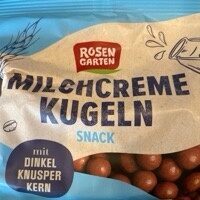 ROSEN
GARTEN
MILCHCREME
KUGELN
SNACK
mit
DINKEL
KNUSPER
KERN